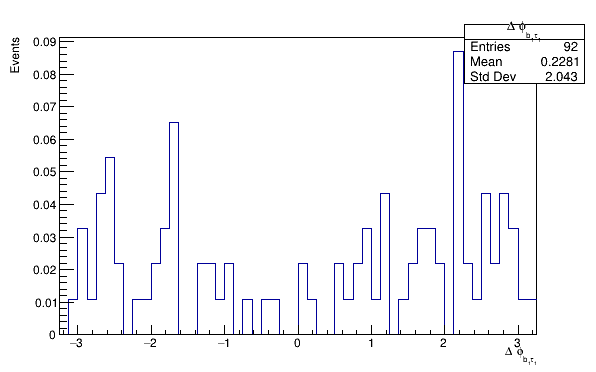 Δ ϕ_{b_1τ_1}
Entries 92
Mean 0.2281
Std Dev 2.043
Events
0.09
0.08
0.07
0.06
0.05
0.04
0.03
0.02
0.01
0
−3 −2 −1 0 1 2 3
Δ ϕ_{b_1τ_1}